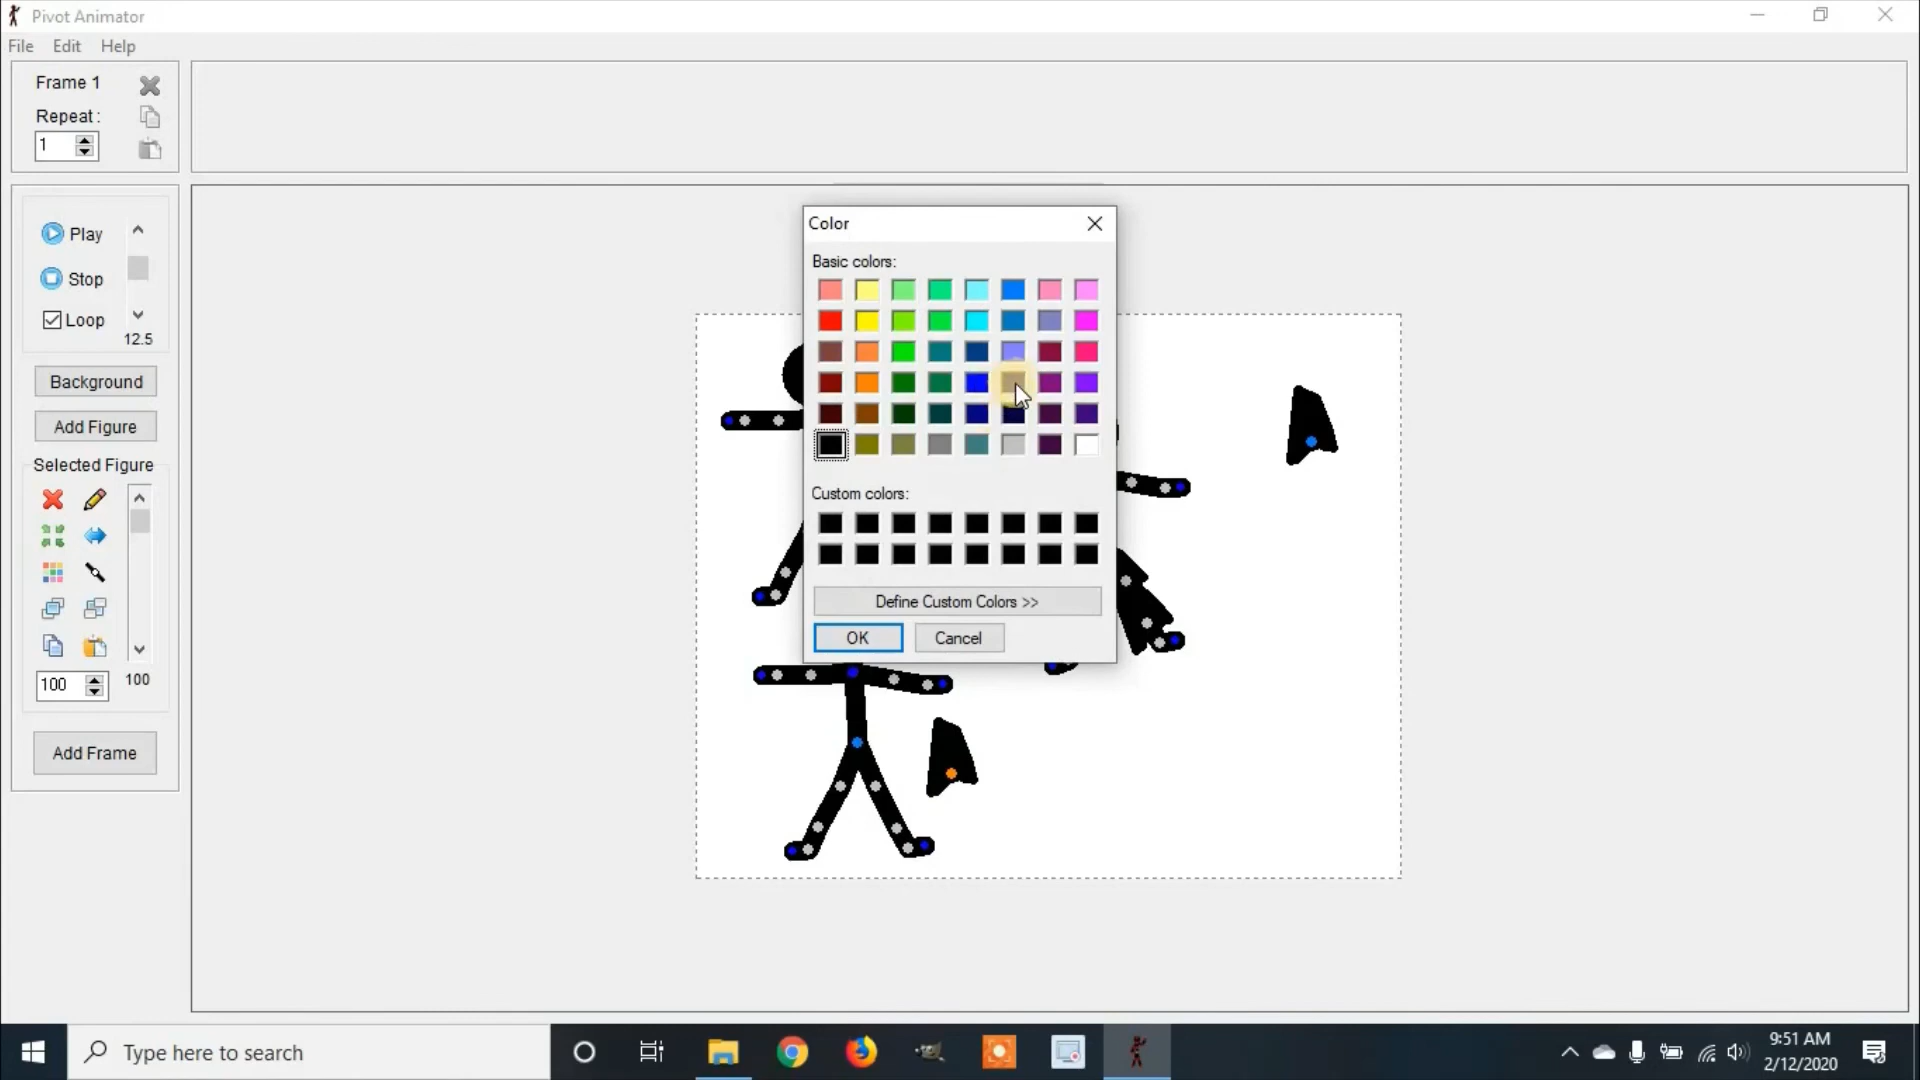 Pivot Animator
File Edit Help
Frame 1
Repeat :
1
Play
Stop
Loop
12.5
Background
Add Figure
Selected Figure
100
100
Add Frame
Color
Basic colors:
Custom colors:
Define Custom Colors >>
OK Cancel
Type here to search
9:51 AM
2/12/2020